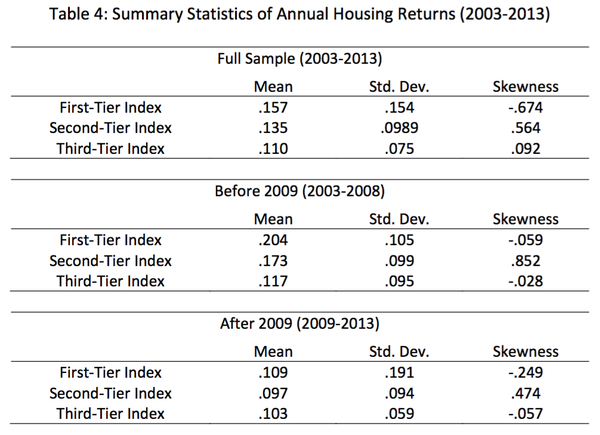 Table 4: Summary Statistics of Annual Housing Returns (2003-2013)
Full Sample (2003-2013)
Mean Std. Dev. Skewness
First-Tier Index .157 .154 -.674
Second-Tier Index .135 .0989 .564
Third-Tier Index .110 .075 .092
Before 2009 (2003-2008)
Mean Std. Dev. Skewness
First-Tier Index .204 .105 -.059
Second-Tier Index .173 .099 .852
Third-Tier Index .117 .095 -.028
After 2009 (2009-2013)
Mean Std. Dev. Skewness
First-Tier Index .109 .191 -.249
Second-Tier Index .097 .094 .474
Third-Tier Index .103 .059 -.057